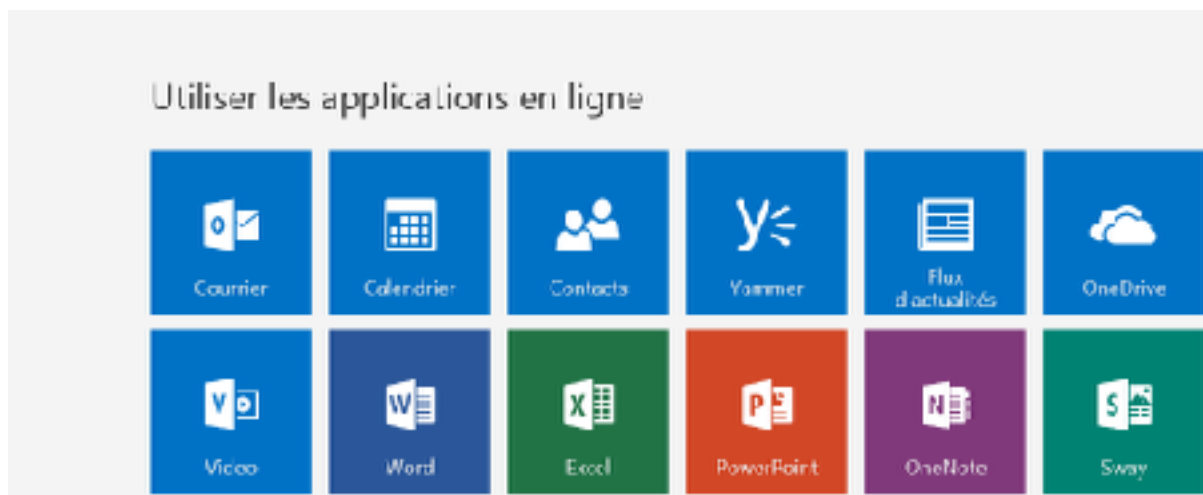 Utiliser les applications en ligne
Courrier
Calendrier
Contacts
Yammer
Flux
d'actualités
OneDrive
Video
Word
Excel
PowerPoint
OneNote
Sway